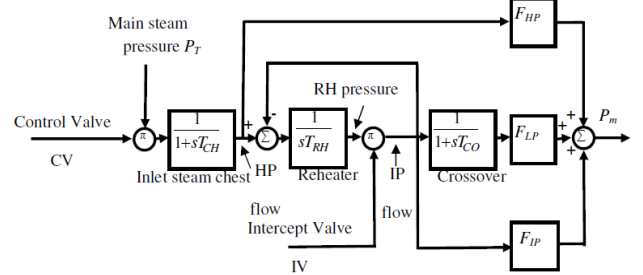 Main steam
pressure P_T
Control Valve
CV
π
1
1+sT_CH
Inlet steam chest
+
-
Σ
HP
flow
1
sT_RH
Reheater
RH pressure
π
IP
flow
Intercept Valve
IV
1
1+sT_CO
Crossover
F_HP
F_LP
F_IP
+
+
+
Σ
P_m